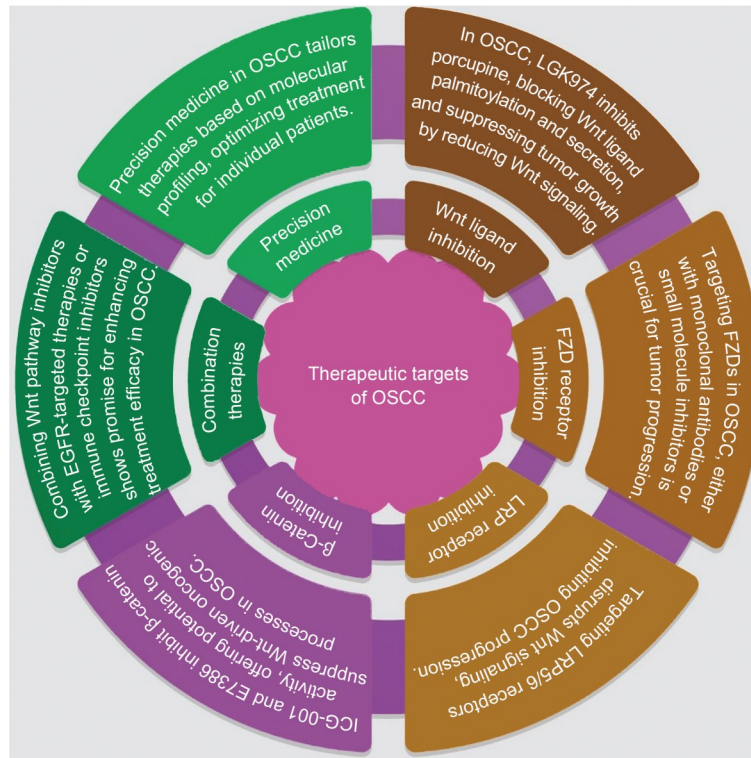 Therapeutic targets
of OSCC
Wnt ligand
inhibition
In OSCC, LGK974 inhibits
porcupine, blocking Wnt ligand
palmitoylation and secretion,
and suppressing tumor growth
by reducing Wnt signaling.
FZD receptor
inhibition
Targeting FZDs in OSCC, either
with monoclonal antibodies or
small molecule inhibitors is
crucial for tumor progression.
LRP receptor
inhibition
Targeting LRP5/6 receptors
disrupts Wnt signaling,
inhibiting OSCC progression.
β-Catenin
inhibition
ICG-001 and E7386 inhibit β-catenin
activity, offering potential to
suppress Wnt-driven oncogenic
processes in OSCC.
Combination
therapies
Combining Wnt pathway inhibitors
with EGFR-targeted therapies or
immune checkpoint inhibitors
shows promise for enhancing
treatment efficacy in OSCC.
Precision
medicine
Precision medicine in OSCC tailors
therapies based on molecular
profiling, optimizing treatment
for individual patients.